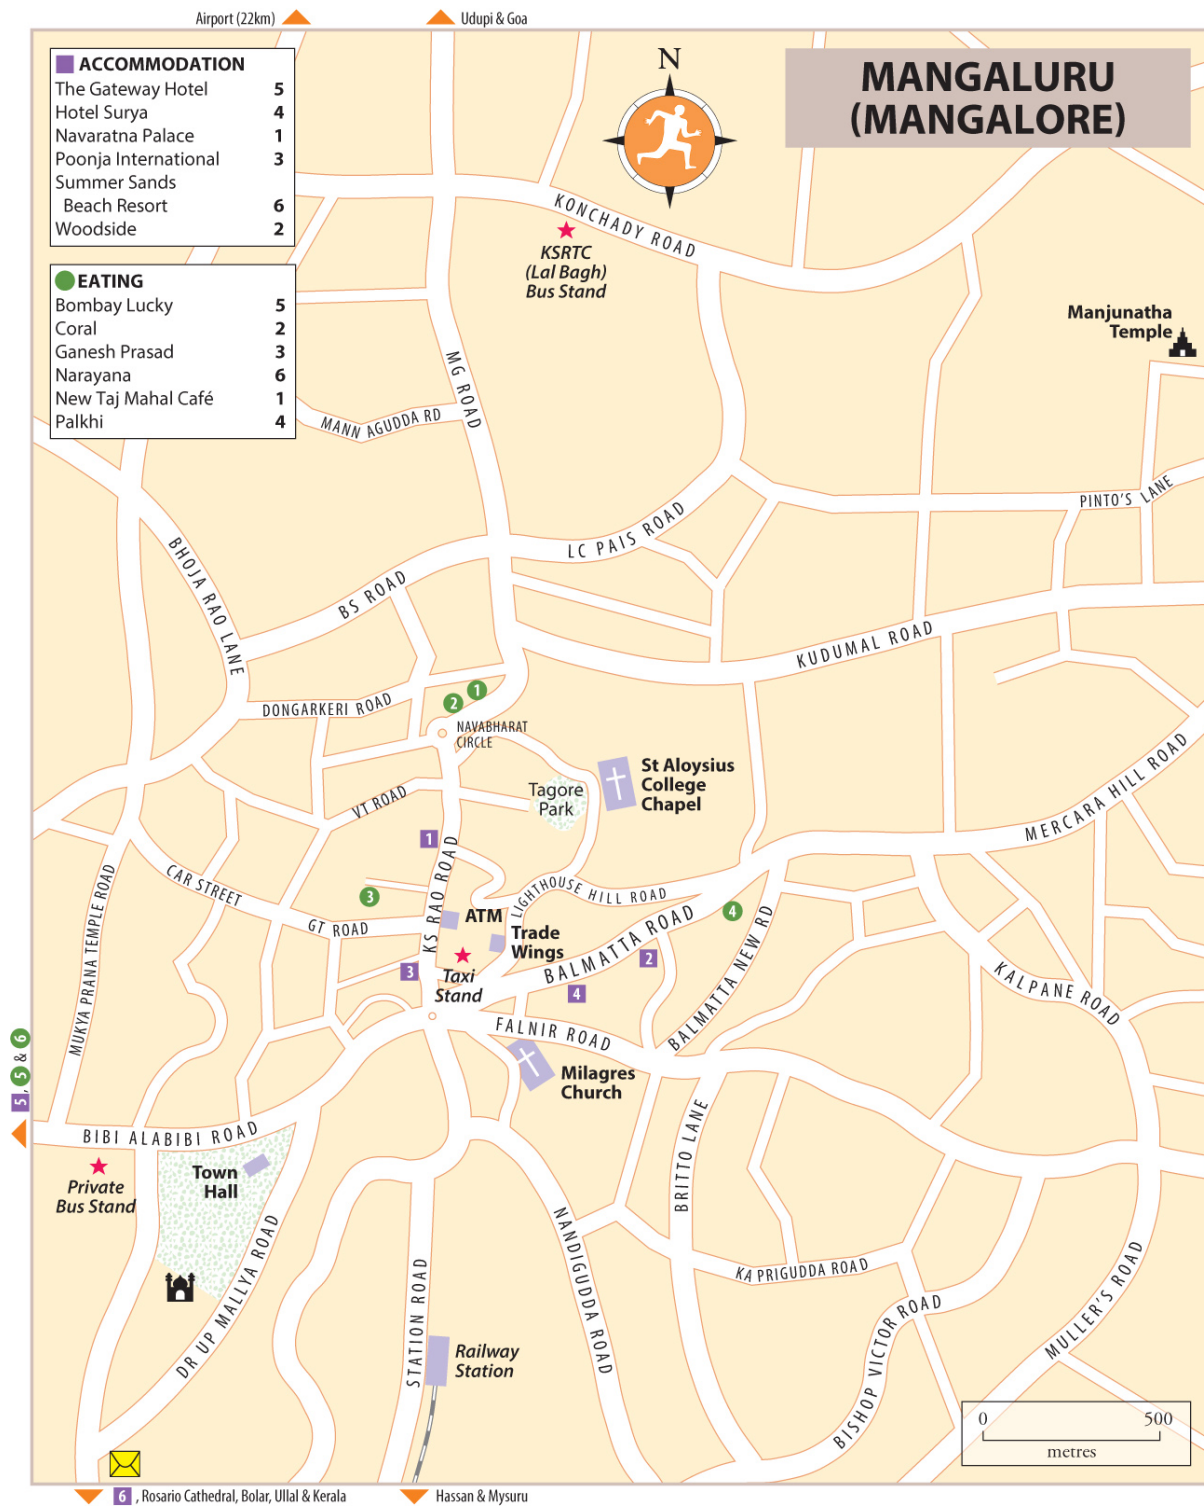 Airport (22km)
Udupi & Goa
ACCOMMODATION
The Gateway Hotel 5
Hotel Surya 4
Navaratna Palace 1
Poonja International 3
Summer Sands
Beach Resort 6
Woodside 2
EATING
Bombay Lucky 5
Coral 2
Ganesh Prasad 3
Narayana 6
New Taj Mahal Café 1
Palkhi 4
N
MANGALURU
(MANGALORE)
KONCHADY ROAD
KSRTC
(Lal Bagh)
Bus Stand
Manjunatha
Temple
MG ROAD
MANN AGUDDA RD
PINTO'S LANE
LC PAIS ROAD
BHOJA RAO LANE
BS ROAD
KUDUMAL ROAD
DONGARKERI ROAD
1
2
NAVABHARAT
CIRCLE
St Aloysius
College
Chapel
Tagore
Park
VT ROAD
MERCARA HILL ROAD
1
KS RAO ROAD
CAR STREET
MUKYA PRANA TEMPLE ROAD
LIGHTHOUSE HILL ROAD
3
4
GT ROAD
ATM
Trade
Wings
BALMATTA ROAD
BALMATTA NEW RD
2
3
Taxi
Stand
4
KALPANE ROAD
FALNIR ROAD
5, 5 & 6
Milagres
Church
BIBI ALABIBI ROAD
BRITTO LANE
Private
Bus Stand
Town
Hall
NANDIGUDDA ROAD
DR UP MALLYA ROAD
STATION ROAD
KA PRIGUDDA ROAD
BISHOP VICTOR ROAD
MULLER'S ROAD
Railway
Station
0 500
metres
6 , Rosario Cathedral, Bolar, Ullal & Kerala
Hassan & Mysuru